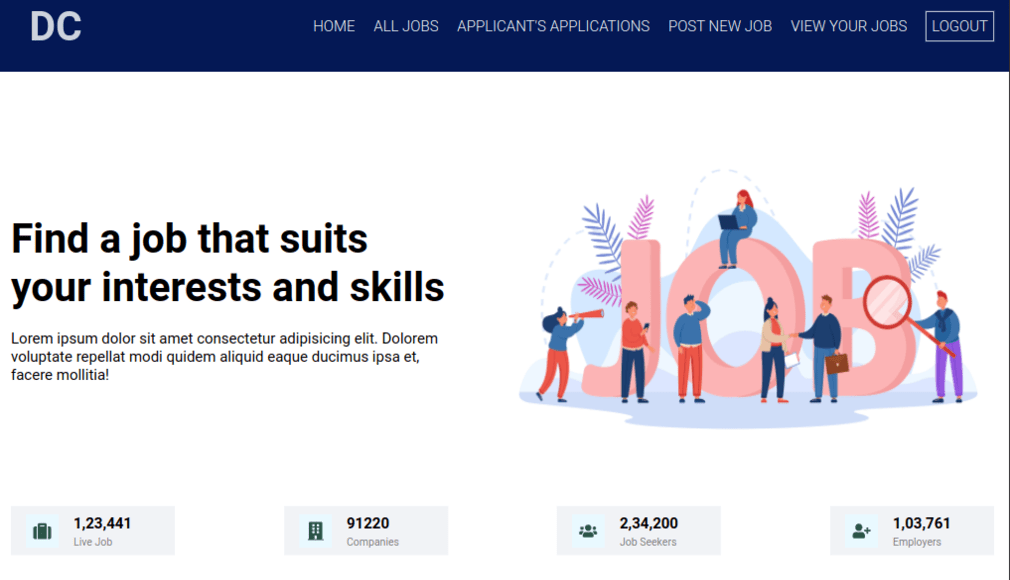 DC
HOME ALL JOBS APPLICANT'S APPLICATIONS POST NEW JOB VIEW YOUR JOBS LOGOUT
JOB
Find a job that suits
your interests and skills
Lorem ipsum dolor sit amet consectetur adipisicing elit. Dolorem
voluptate repellat modi quidem aliquid eaque ducimus ipsa et,
facere mollitia!
1,23,441
Live Job
91220
Companies
2,34,200
Job Seekers
1,03,761
Employers